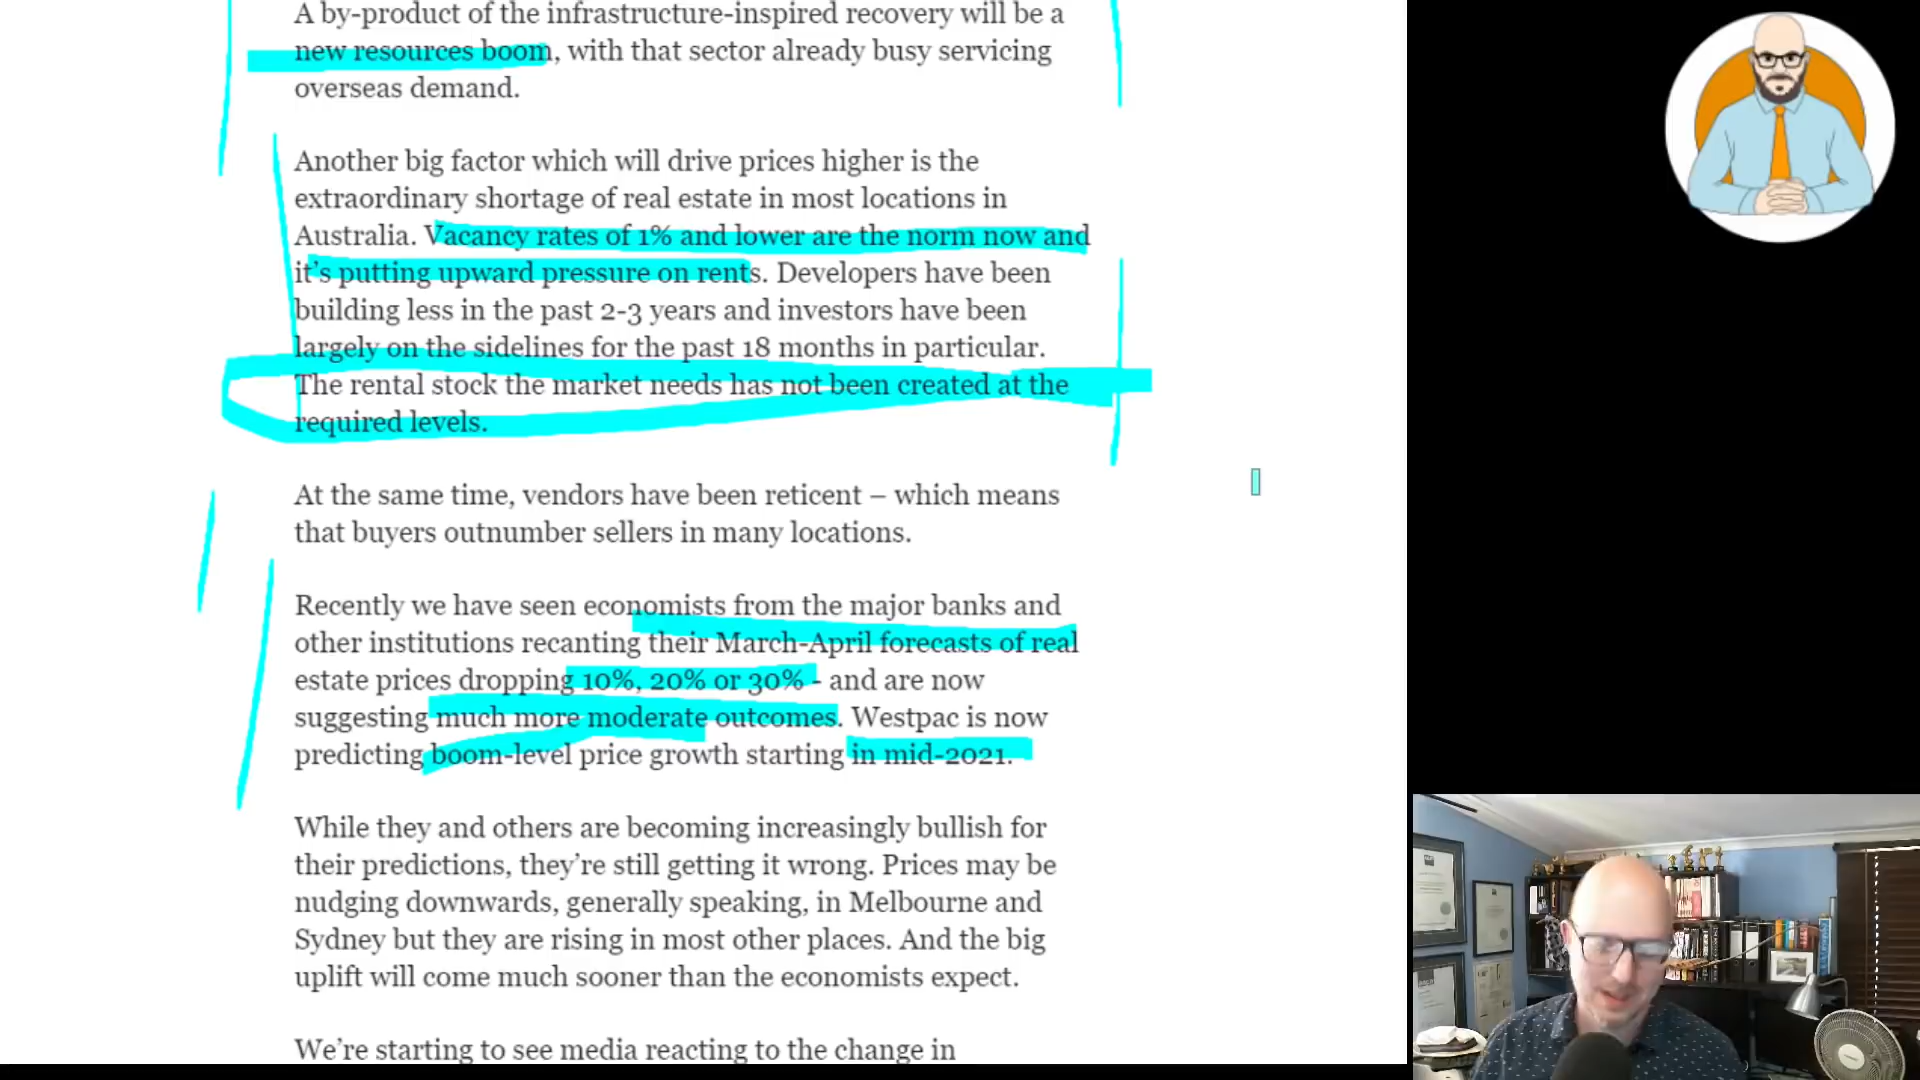 A by-product of the infrastructure-inspired recovery will be a
new resources boom, with that sector already busy servicing
overseas demand.
Another big factor which will drive prices higher is the
extraordinary shortage of real estate in most locations in
Australia. Vacancy rates of 1% and lower are the norm now and
it’s putting upward pressure on rents. Developers have been
building less in the past 2-3 years and investors have been
largely on the sidelines for the past 18 months in particular.
The rental stock the market needs has not been created at the
required levels.
At the same time, vendors have been reticent – which means
that buyers outnumber sellers in many locations.
Recently we have seen economists from the major banks and
other institutions recanting their March-April forecasts of real
estate prices dropping 10%, 20% or 30% - and are now
suggesting much more moderate outcomes. Westpac is now
predicting boom-level price growth starting in mid-2021.
While they and others are becoming increasingly bullish for
their predictions, they’re still getting it wrong. Prices may be
nudging downwards, generally speaking, in Melbourne and
Sydney but they are rising in most other places. And the big
uplift will come much sooner than the economists expect.
We’re starting to see media reacting to the change in